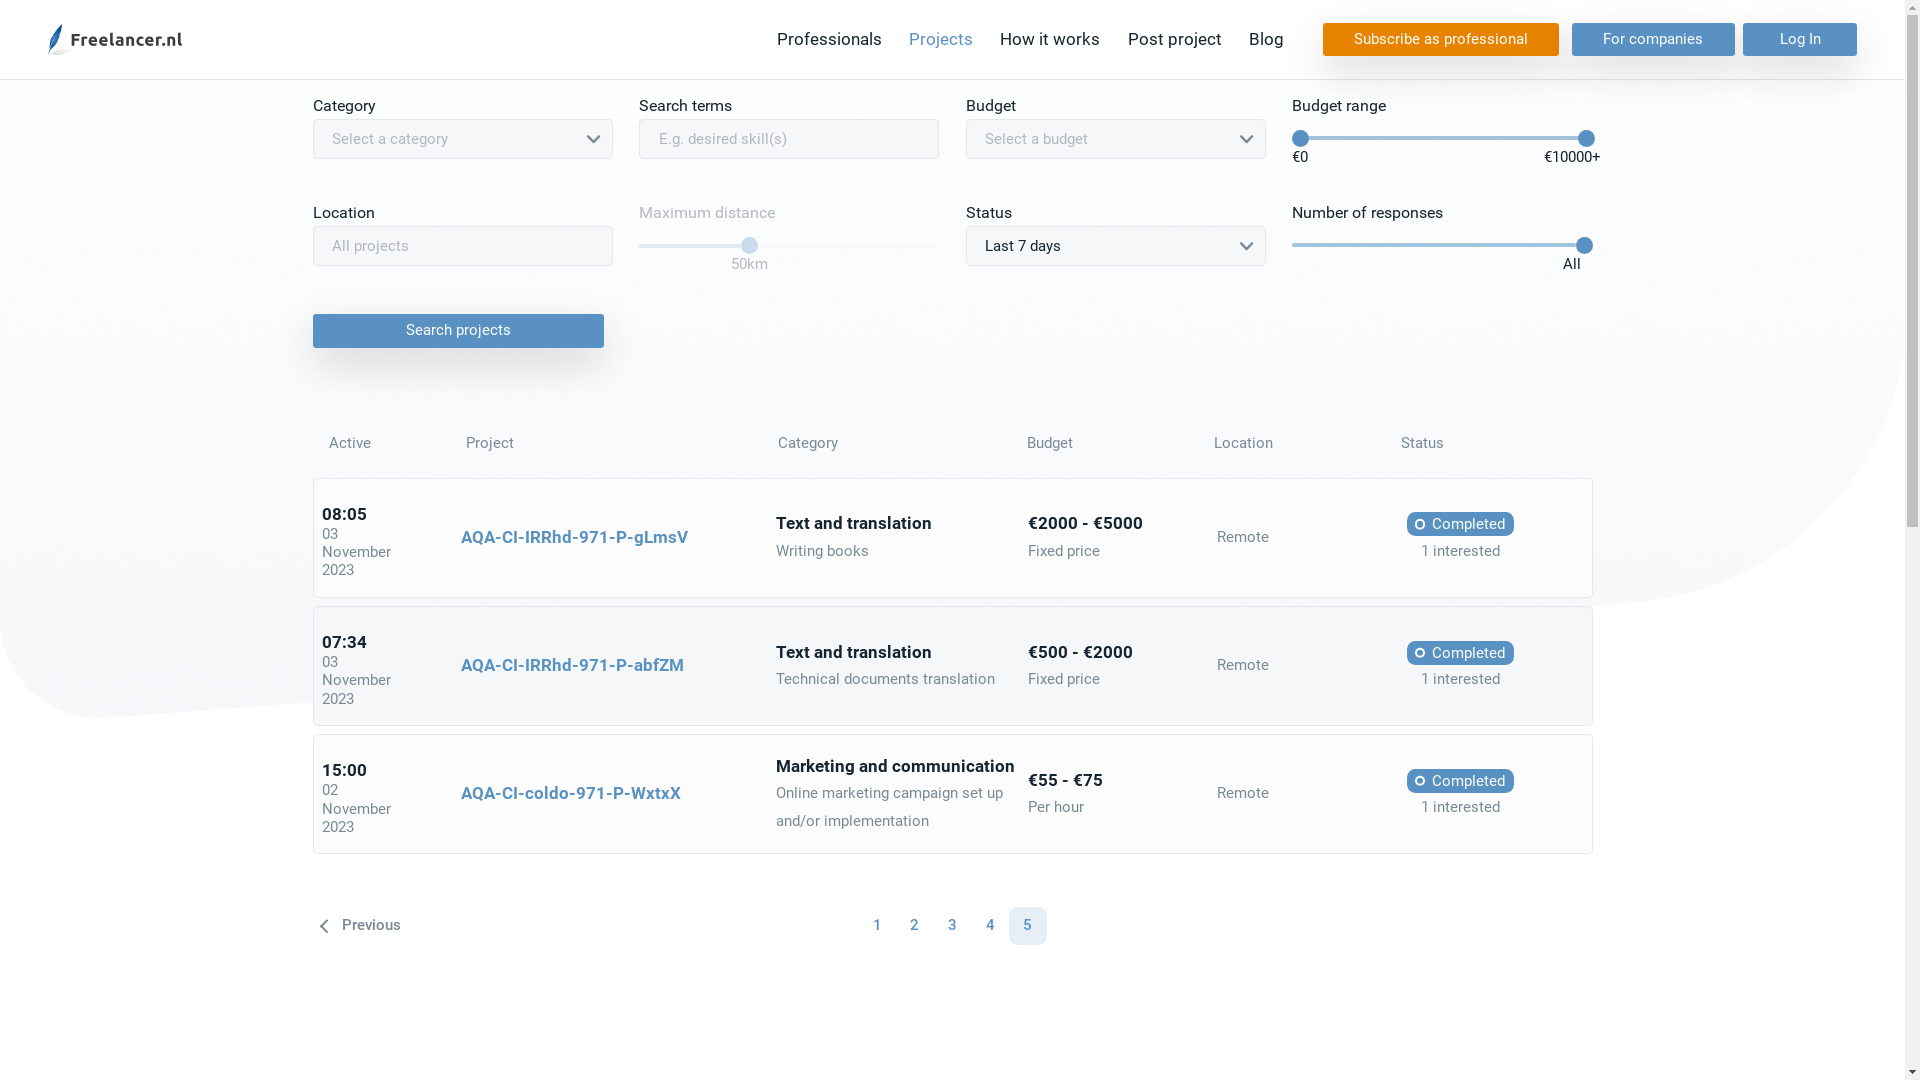 Freelancer.nl
Professionals Projects How it works Post project Blog Subscribe as professional For companies Log In
Category Search terms Budget Budget range
Select a category E.g. desired skill(s) Select a budget
€0 €10000+
Location Maximum distance Status Number of responses
All projects Last 7 days
50km All
Search projects
Active Project Category Budget Location Status
08:05
03
November
2023
AQA-CI-IRRhd-971-P-gLmsV
Text and translation
Writing books
€2000 - €5000
Fixed price
Remote
Completed
1 interested
07:34
03
November
2023
AQA-CI-IRRhd-971-P-abfZM
Text and translation
Technical documents translation
€500 - €2000
Fixed price
Remote
Completed
1 interested
15:00
02
November
2023
AQA-CI-coldo-971-P-WxtxX
Marketing and communication
Online marketing campaign set up
and/or implementation
€55 - €75
Per hour
Remote
Completed
1 interested
Previous 1 2 3 4 5